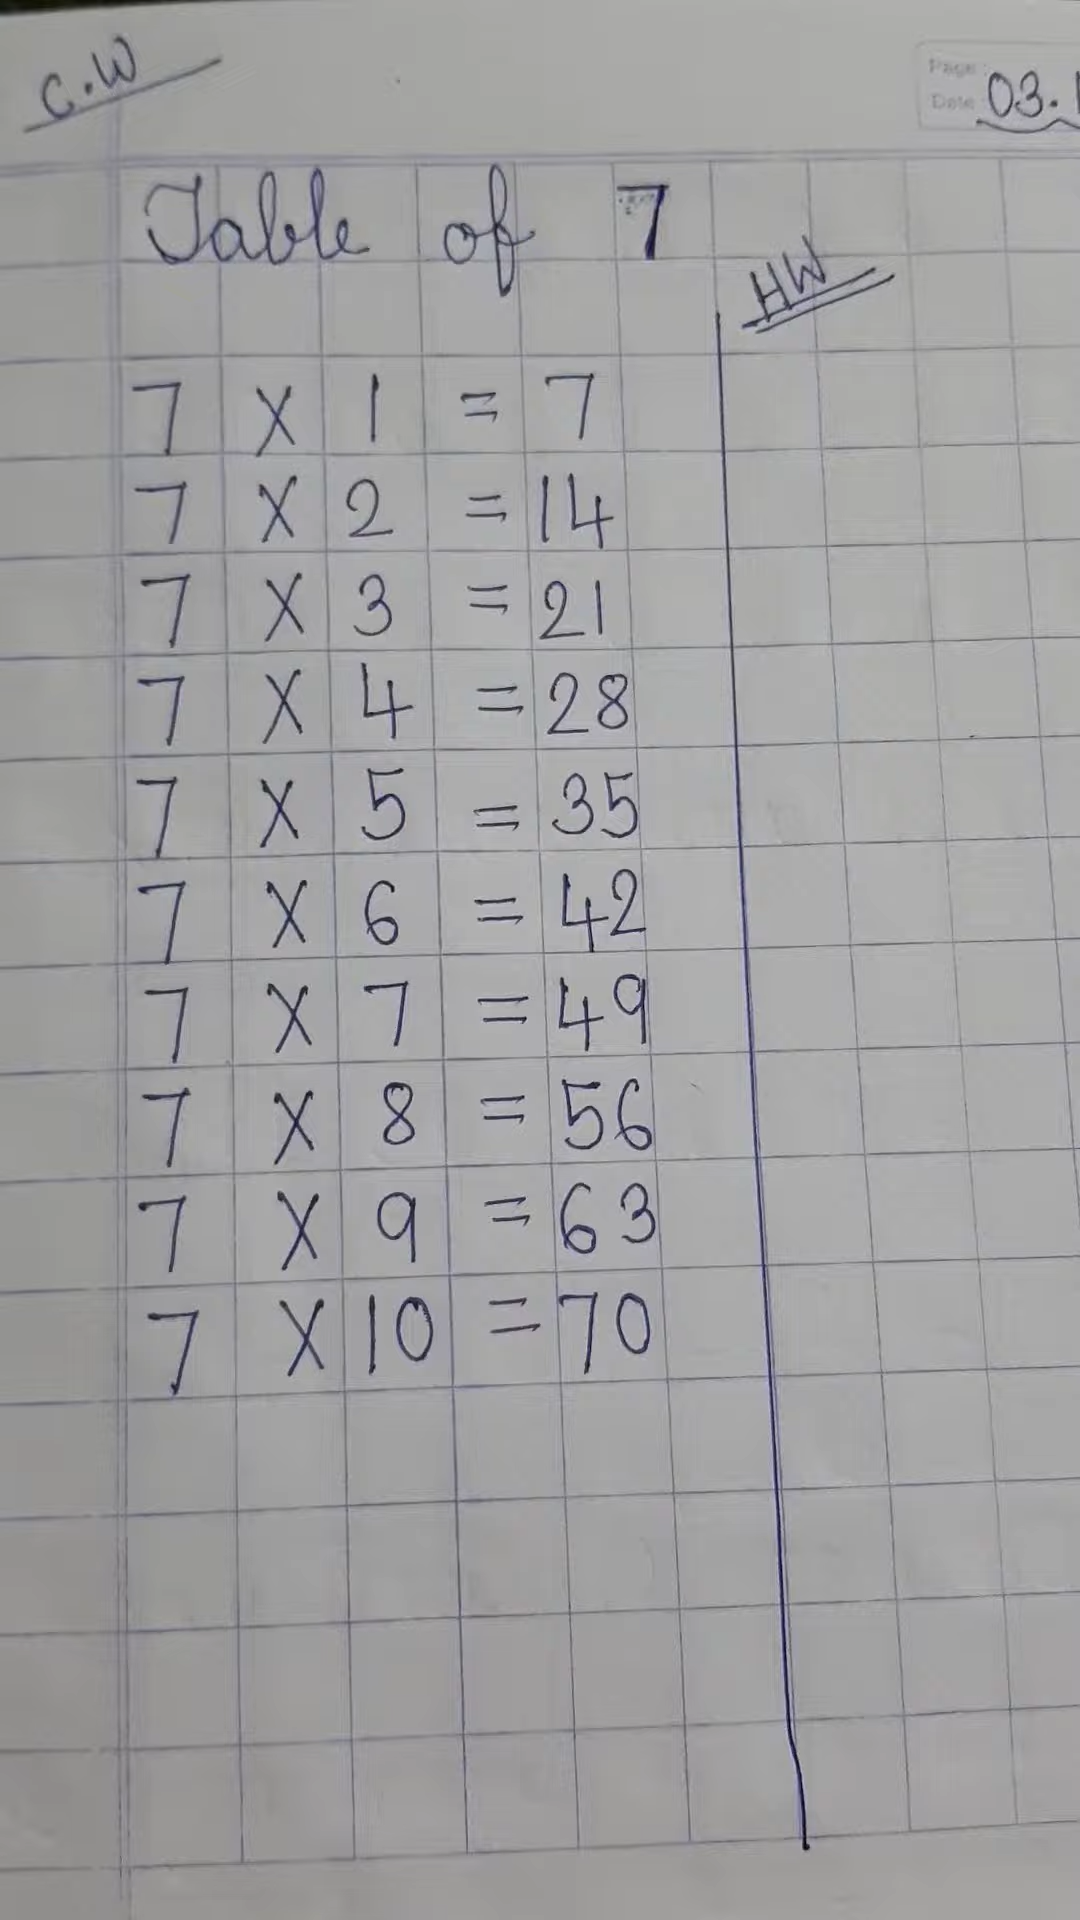 C.W
Page :
Date :
Table of 7
HW
7 X 1 = 7
7 X 2 = 14
7 X 3 = 21
7 X 4 = 28
7 X 5 = 35
7 X 6 = 42
7 X 7 = 49
7 X 8 = 56
7 X 9 = 63
7 X 10 = 70